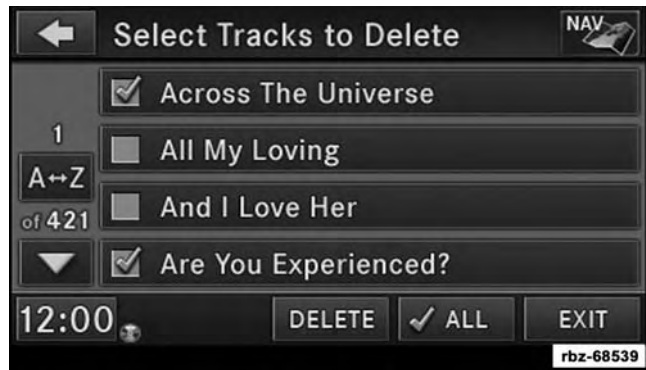 Select Tracks to Delete
NAV
Across The Universe
1
All My Loving
A↔Z
And I Love Her
of 421
Are You Experienced?
12:00
DELETE
ALL
EXIT
rbz-68539